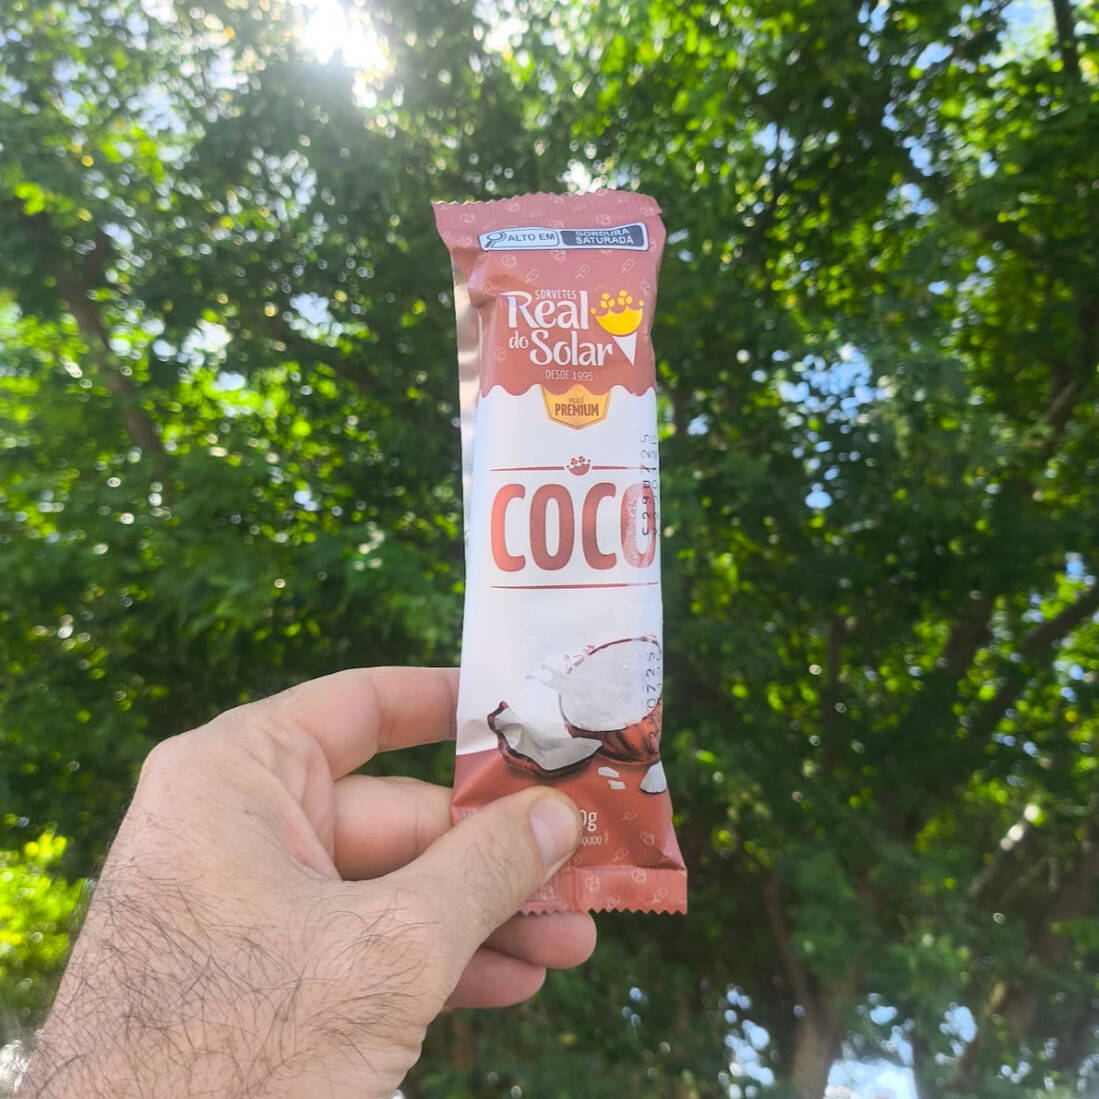 ALTO EM
GORDURA
SATURADA
SORVETES
Real
do Solar
DESDE 1995
PREMIUM
COCO